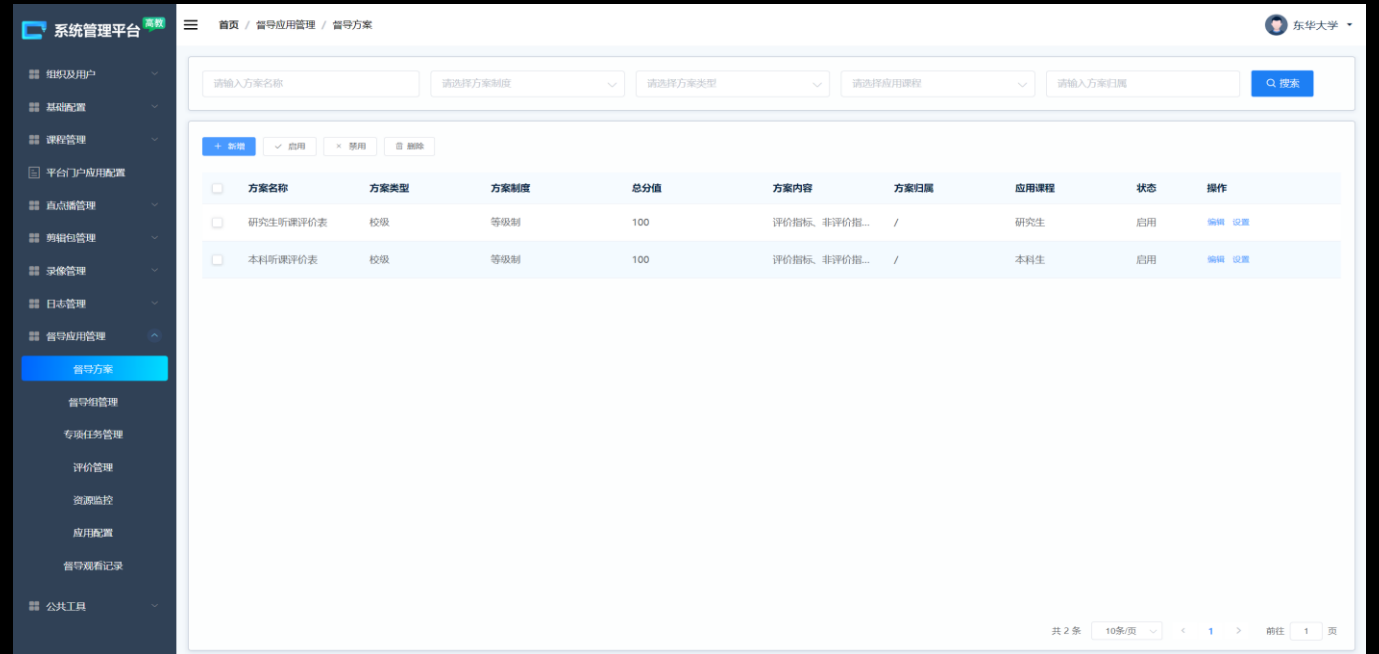 系统管理平台 高教
首页 / 督导应用管理 / 督导方案
东华大学
组织及用户
基础配置
课程管理
平台门户应用配置
直点播管理
剪辑包管理
录像管理
日志管理
督导应用管理
督导方案
督导组管理
专项任务管理
评价管理
资源监控
应用配置
督导观看记录
公共工具
请输入方案名称 请选择方案制度 请选择方案类型 请选择应用课程 请输入方案归属 搜索
+ 新增 启用 × 禁用 删除
方案名称 方案类型 方案制度 总分值 方案内容 方案归属 应用课程 状态 操作
研究生听课评价表 校级 等级制 100 评价指标、非评价指... / 研究生 启用 编辑 设置
本科听课评价表 校级 等级制 100 评价指标、非评价指... / 本科生 启用 编辑 设置
共 2 条 10条/页 < 1 > 前往 1 页